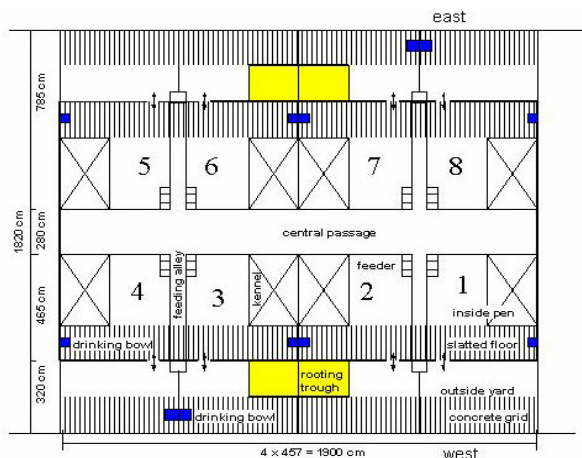 east
785 cm
5
6
7
8
1820 cm
280 cm
central passage
feeding alley
kennel
feeder
4
3
2
1
465 cm
inside pen
drinking bowl
slatted floor
320 cm
rooting
trough
outside yard
drinking bowl
concrete grid
4 x 457 = 1900 cm
west